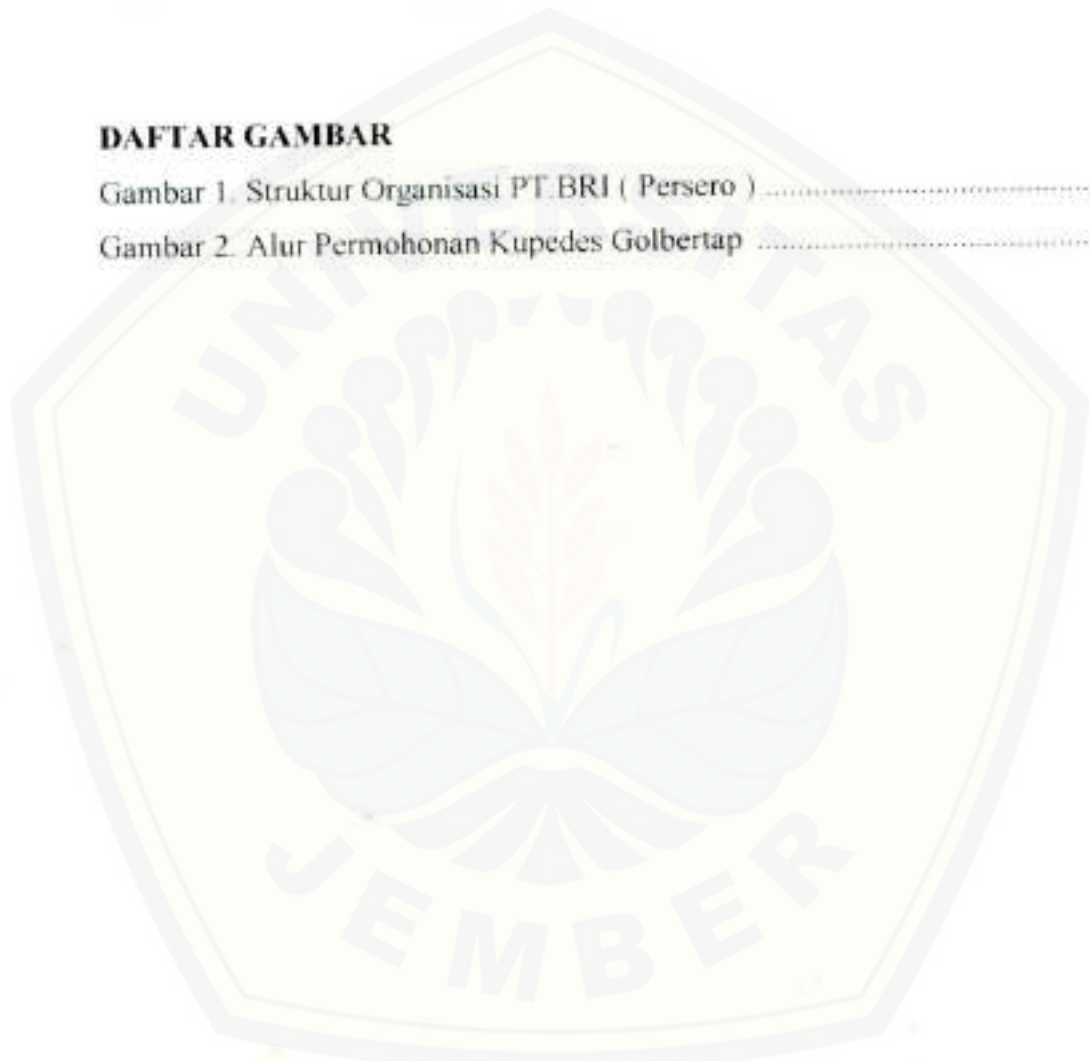 DAFTAR GAMBAR
Gambar 1. Struktur Organisasi PT.BRI ( Persero ) ................................................
Gambar 2. Alur Permohonan Kupedes Golbertap ................................................
UNIVERSITAS
JEMBER